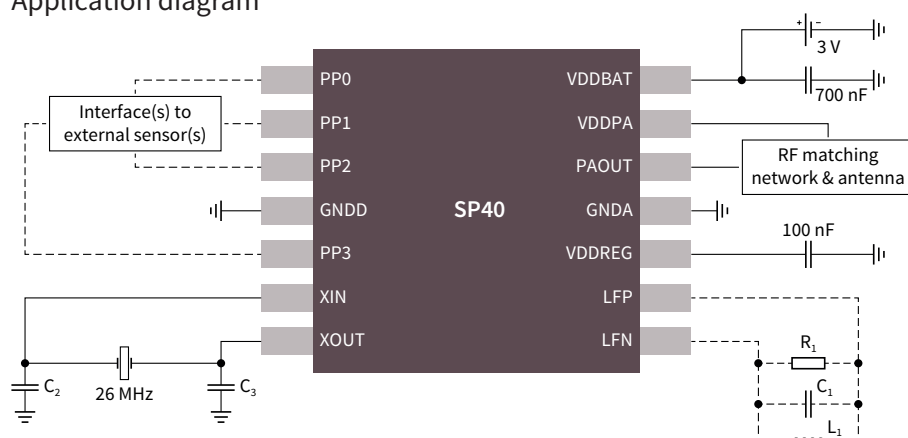 Application diagram
PP0
PP1
PP2
GNDD
PP3
XIN
XOUT
Interface(s) to
external sensor(s)
SP40
VDDBAT
VDDPA
PAOUT
GNDA
VDDREG
LFP
LFN
+ -
3 V
700 nF
RF matching
network & antenna
100 nF
26 MHz
C₂
C₃
R₁
C₁
L₁